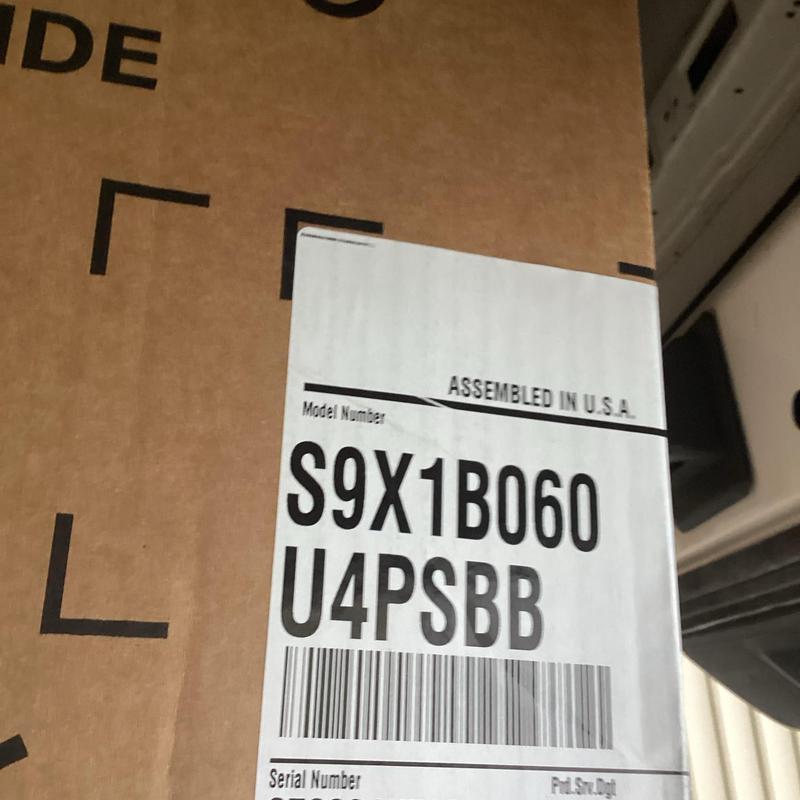 IDE
ASSEMBLED IN U.S.A.
Model Number
S9X1B060
U4PSBB
Serial Number
Prd.Srv.Dgt